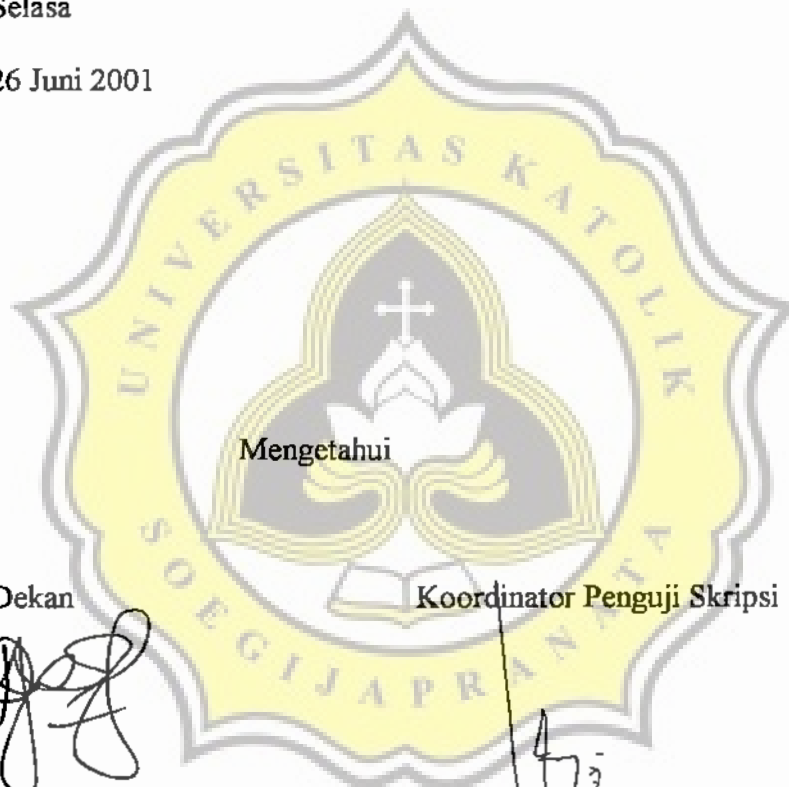 Selasa
26 Juni 2001
UNIVERSITAS KATOLIK
Mengetahui
Dekan
Koordinator Penguji Skripsi
SOEGIJAPRANATA